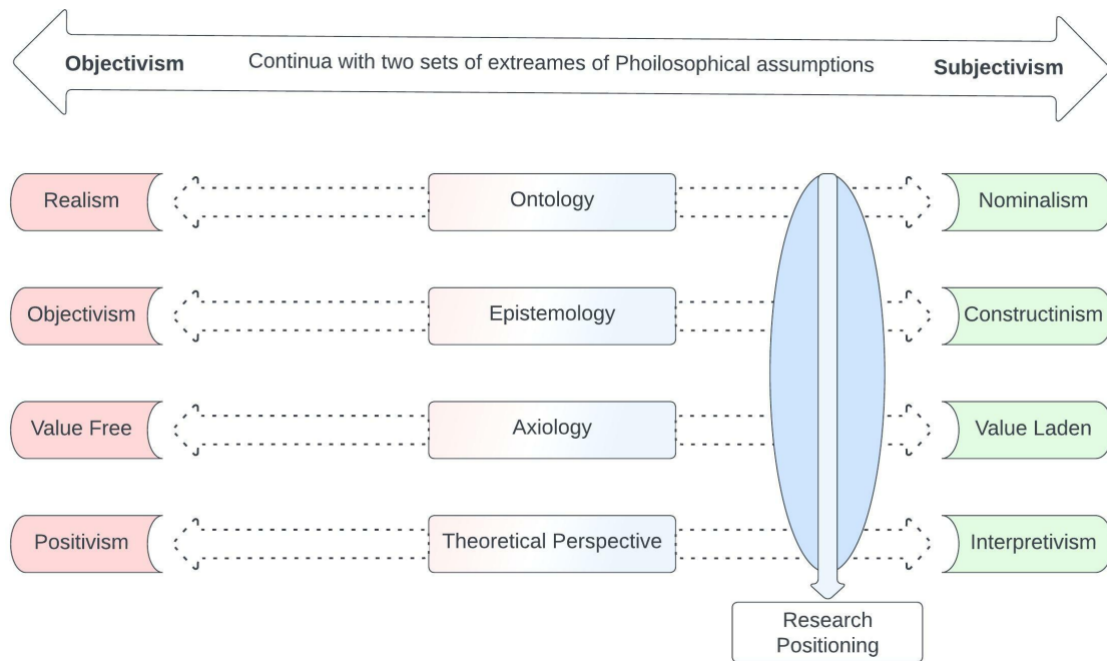 Objectivism Continua with two sets of extreames of Phoilosophical assumptions Subjectivism
Realism Ontology Nominalism
Objectivism Epistemology Constructinism
Value Free Axiology Value Laden
Positivism Theoretical Perspective Interpretivism
Research
Positioning